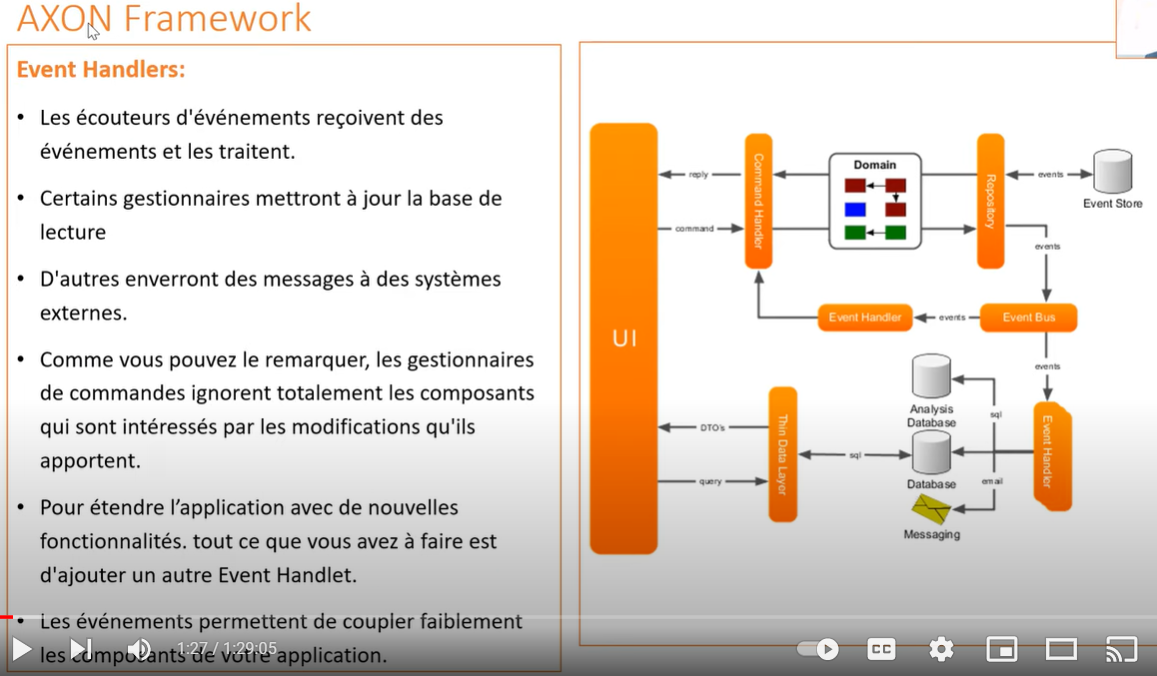 AXON Framework
Event Handlers:
• Les écouteurs d'événements reçoivent des
événements et les traitent.
• Certains gestionnaires mettront à jour la base de
lecture
• D'autres enverront des messages à des systèmes
externes.
• Comme vous pouvez le remarquer, les gestionnaires
de commandes ignorent totalement les composants
qui sont intéressés par les modifications qu'ils
apportent.
• Pour étendre l’application avec de nouvelles
fonctionnalités. tout ce que vous avez à faire est
d'ajouter un autre Event Handlet.
• Les événements permettent de coupler faiblement
les composants de votre application.
UI
reply
command
Command Handler
Domain
Repository
events
Event Store
events
Event Handler
events
Event Bus
events
Analysis
Database
sql
DTO's
Thin Data Layer
sql
Event Handler
query
Database
email
Messaging
1:27 / 1:29:05
CC